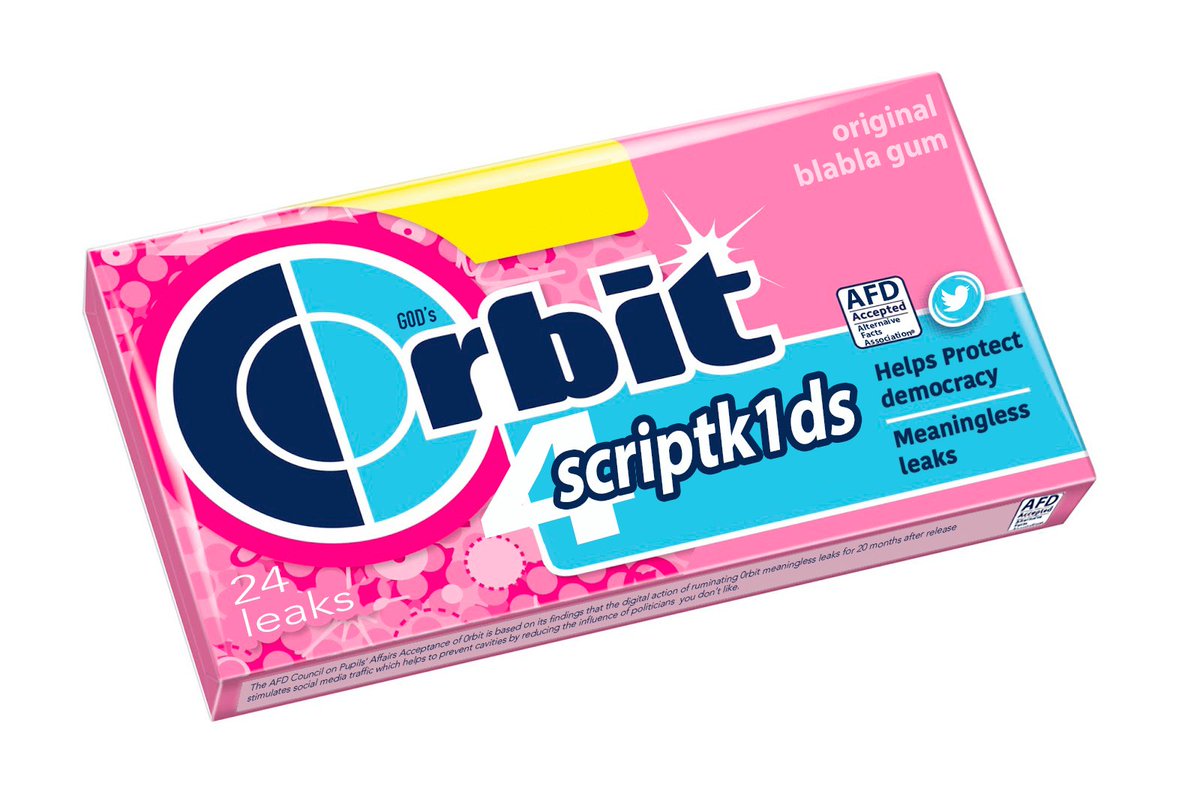 original
blabla gum
GOD's
Orbit
4
scriptk1ds
AFD
Accepted
Alternaive
Facts
Association®
Helps Protect
democracy
Meaningless
leaks
24
leaks
The AFD Council on Pupils' Affairs Acceptance of 0rbit is based on its findings that the digital action of ruminating 0rbit meaningless leaks for 20 months after release
stimulates social media traffic which helps to prevent cavities by reducing the influence of politicians you don't like.
AFD
Accepted